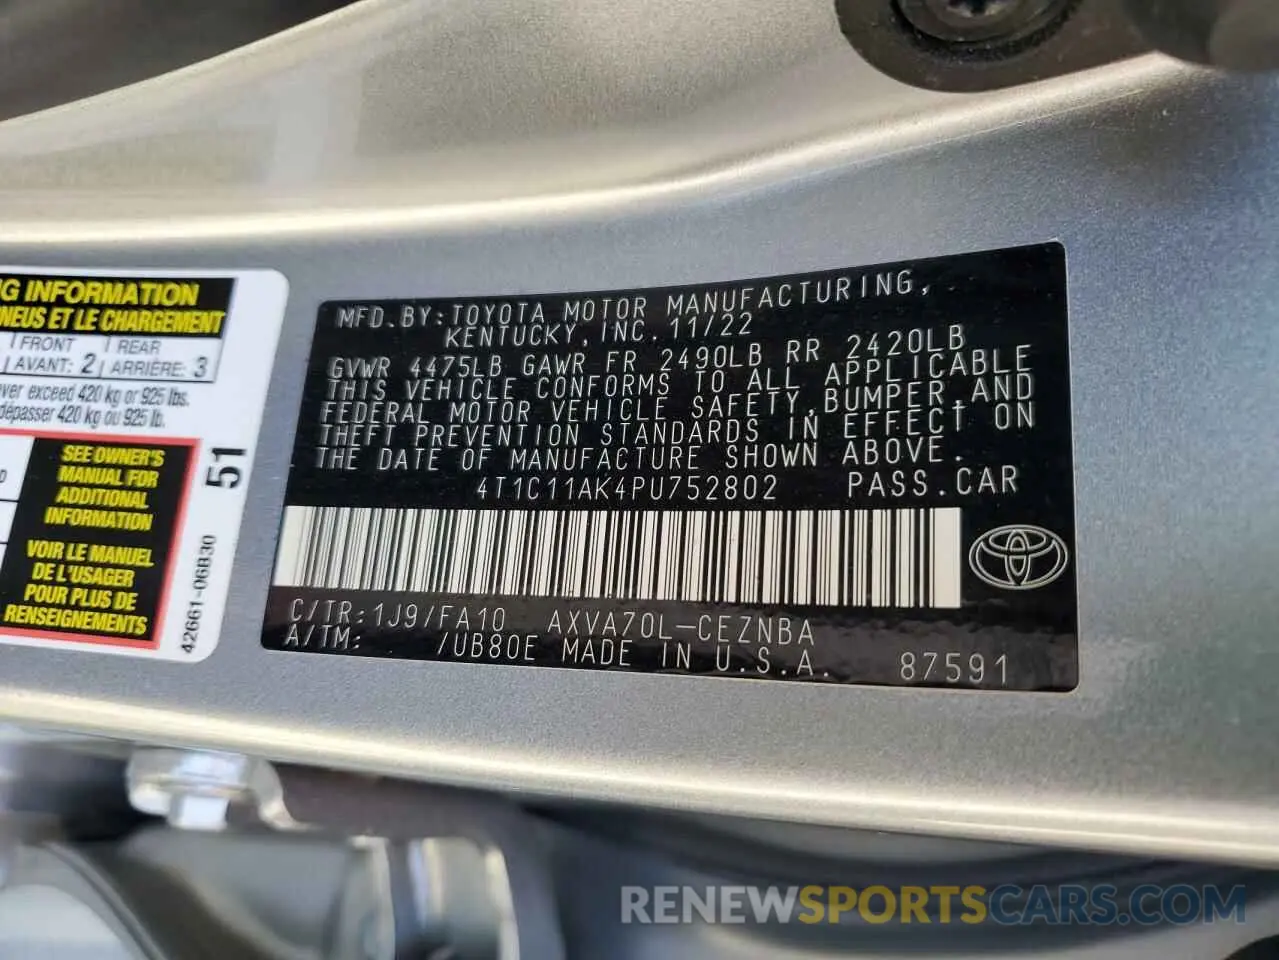 G INFORMATION
NEUS ET LE CHARGEMENT
FRONT REAR
AVANT: 2 ARRIÈRE: 3
ver exceed 420 kg or 925 lbs.
dépasser 420 kg ou 925 lb.
SEE OWNER'S
MANUAL FOR
ADDITIONAL
INFORMATION
VOIR LE MANUEL
DE L'USAGER
POUR PLUS DE
RENSEIGNEMENTS
51
42661-06B30
MFD.BY:TOYOTA MOTOR MANUFACTURING,
KENTUCKY, INC. 11/22
GVWR 4475LB GAWR FR 2490LB RR 2420LB
THIS VEHICLE CONFORMS TO ALL APPLICABLE
FEDERAL MOTOR VEHICLE SAFETY,BUMPER,AND
THEFT PREVENTION STANDARDS IN EFFECT ON
THE DATE OF MANUFACTURE SHOWN ABOVE.
4T1C11AK4PU752802 PASS.CAR
C/TR:1J9/FA10 AXVA70L-CEZNBA
A/TM: /UB80E MADE IN U.S.A. 87591
RENEWSPORTSCARS.COM